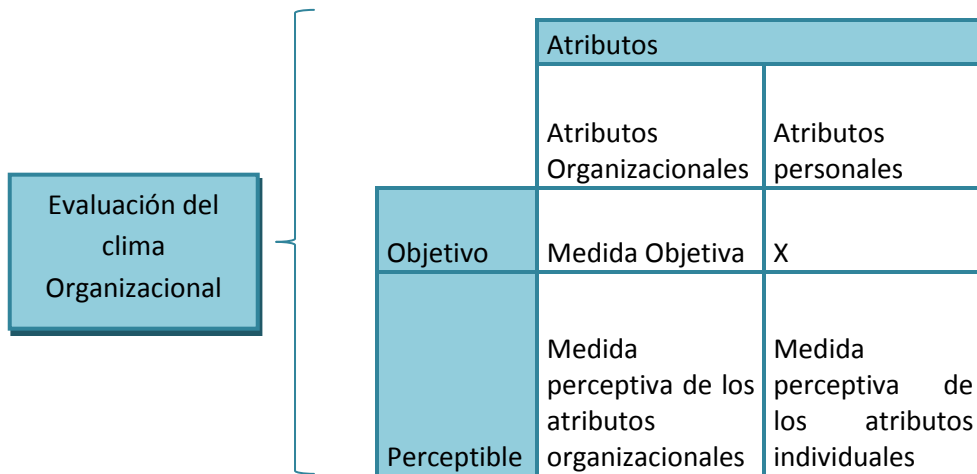 Evaluación del
clima
Organizacional
Atributos
Atributos
Organizacionales
Atributos
personales
Objetivo
Medida Objetiva
X
Perceptible
Medida
perceptiva de los
atributos
organizacionales
Medida
perceptiva de
los atributos
individuales